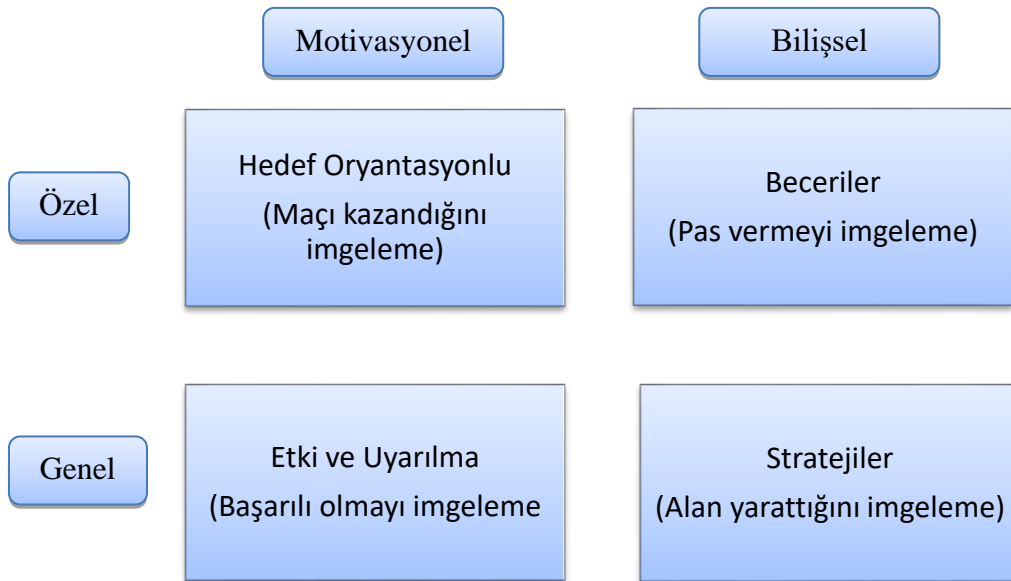 Motivasyonel
Bilişsel
Özel
Hedef Oryantasyonlu
(Maçı kazandığını
imgeleme)
Beceriler
(Pas vermeyi imgeleme)
Genel
Etki ve Uyarılma
(Başarılı olmayı imgeleme
Stratejiler
(Alan yarattığını imgeleme)